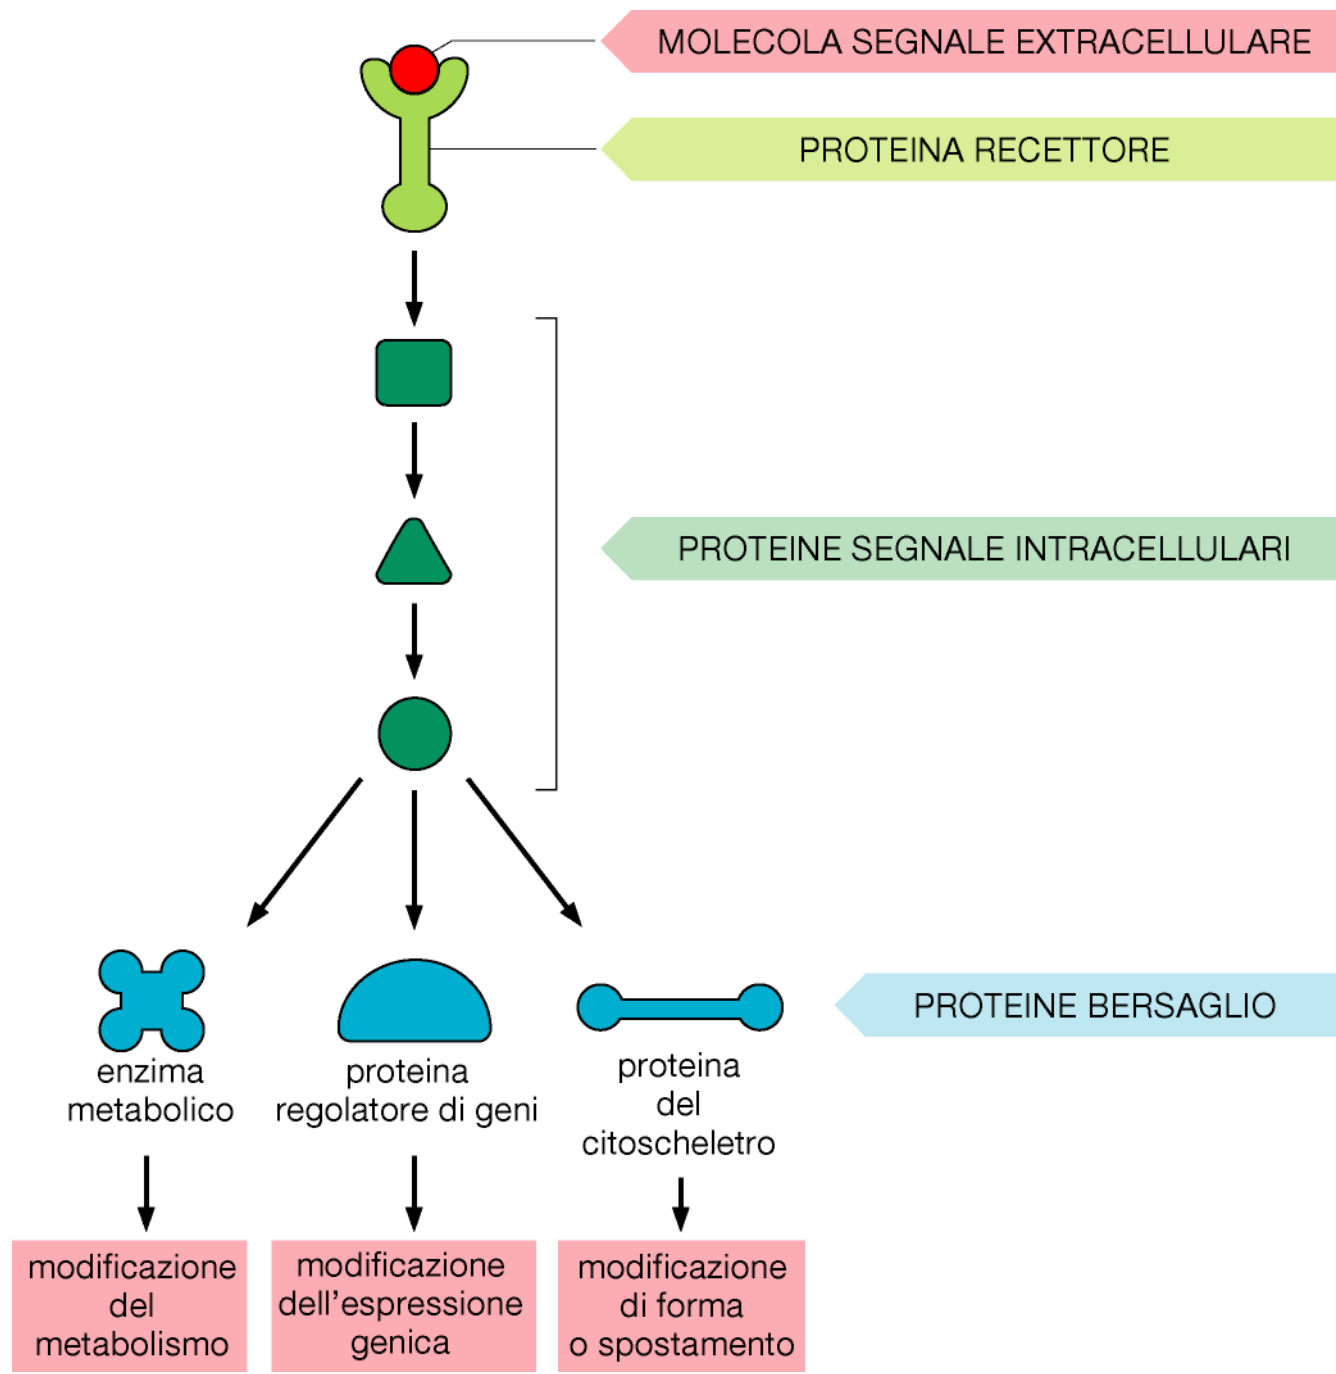 MOLECOLA SEGNALE EXTRACELLULARE
PROTEINA RECETTORE
PROTEINE SEGNALE INTRACELLULARI
PROTEINE BERSAGLIO
enzima
metabolico
proteina
regolatore di geni
proteina
del
citoscheletro
modificazione
del
metabolismo
modificazione
dell'espressione
genica
modificazione
di forma
o spostamento